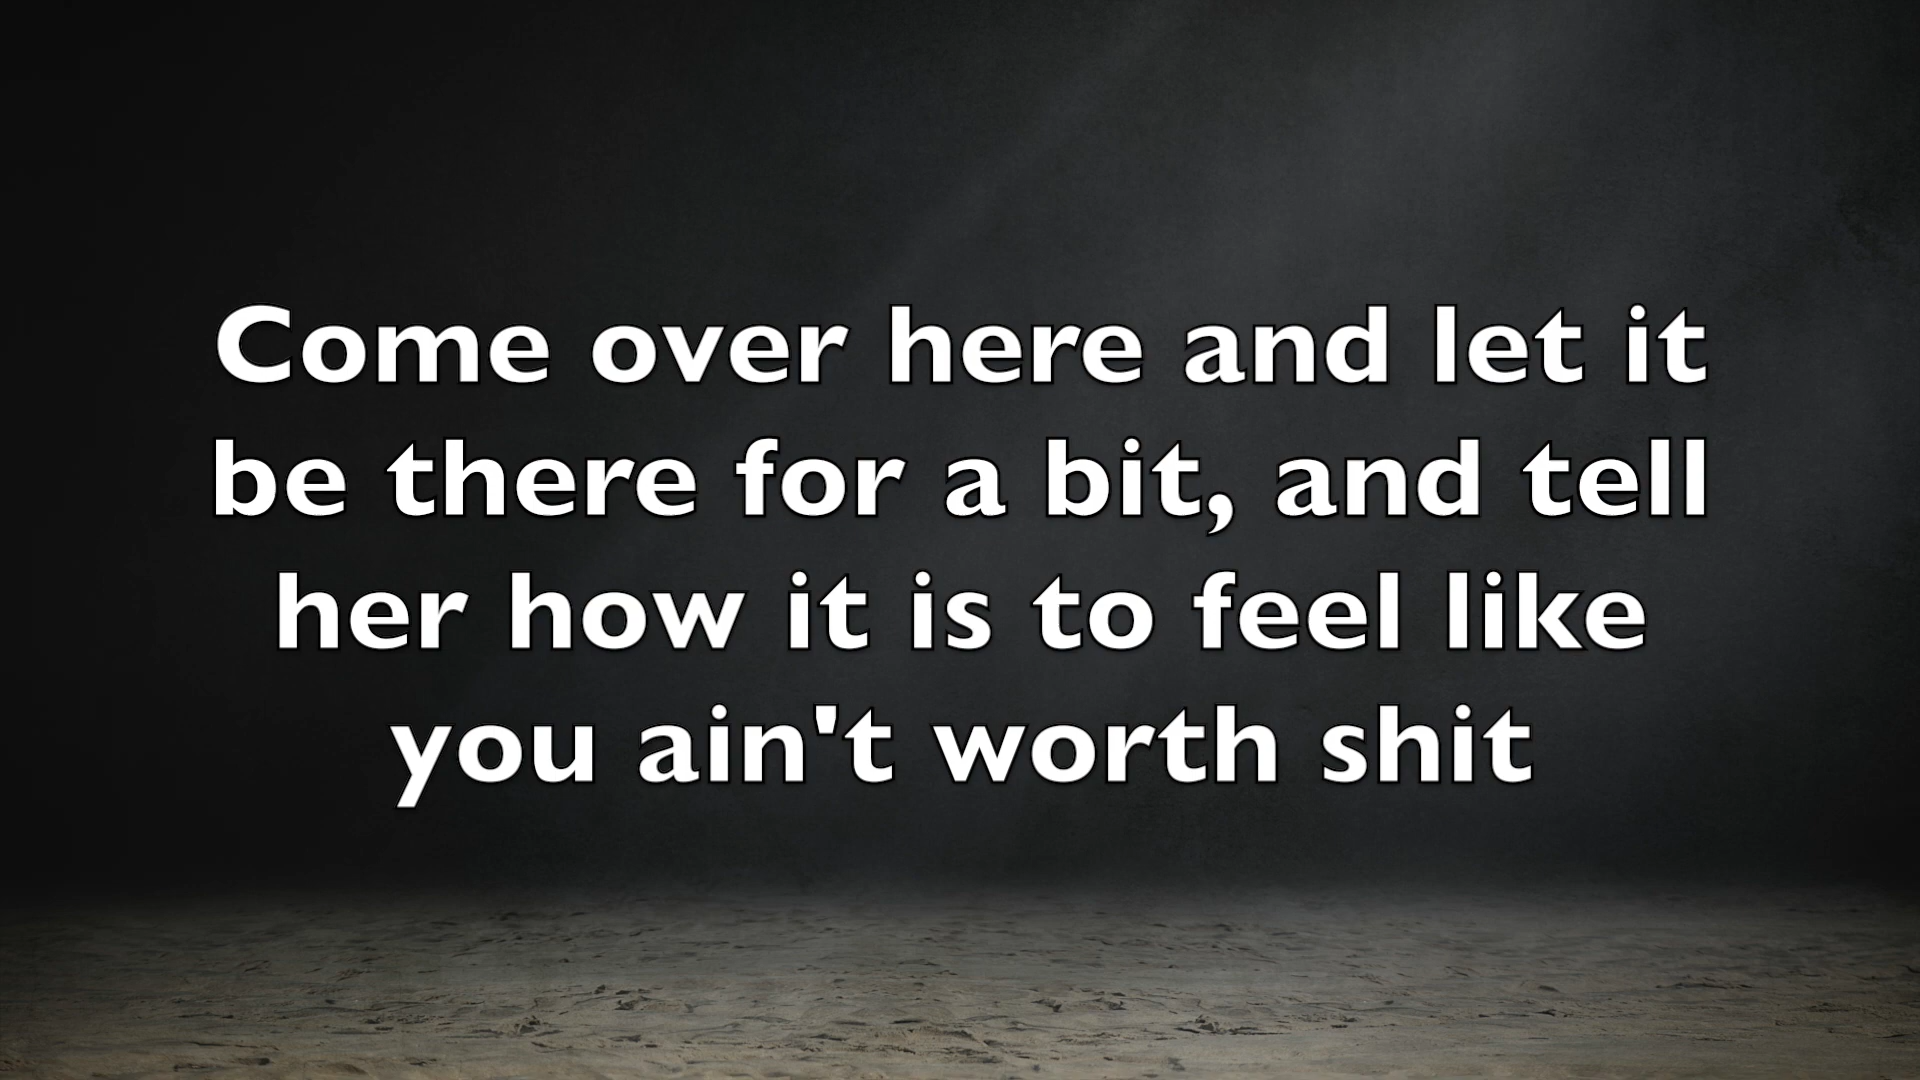 Come over here and let it
be there for a bit, and tell
her how it is to feel like
you ain't worth shit